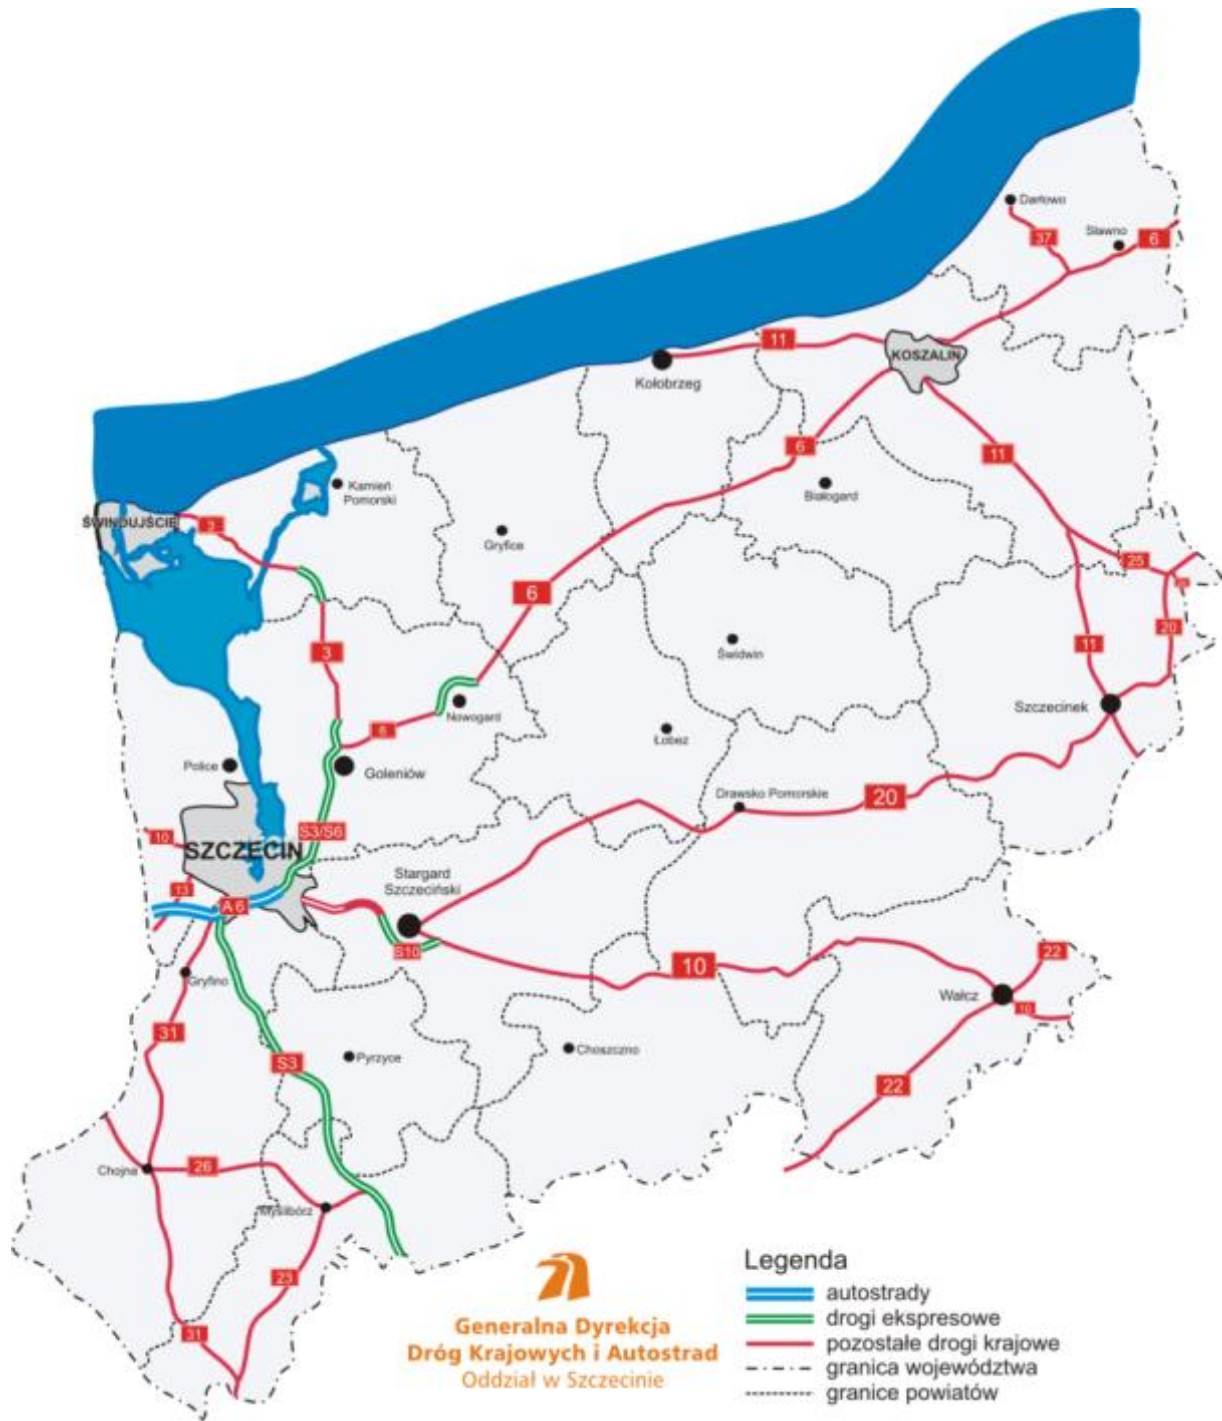 Darłowo
37
Sławno
6
11
KOSZALIN
Kołobrzeg
6
11
Kamień
Pomorski
Białogard
ŚWINOUJŚCIE
3
Gryfice
25
6
20
3
Świdwin
11
Nowogard
Szczecinek
6
Łobez
Police
Goleniów
Drawsko Pomorskie
20
10
S3/S6
SZCZECIN
Stargard
Szczeciński
13
A6
S10
22
10
Gryfino
Wałcz
10
31
Choszczno
Pyrzyce
S3
22
Chojna
26
Myślibórz
23
31
Generalna Dyrekcja
Dróg Krajowych i Autostrad
Oddział w Szczecinie
Legenda
autostrady
drogi ekspresowe
pozostałe drogi krajowe
granica województwa
granice powiatów